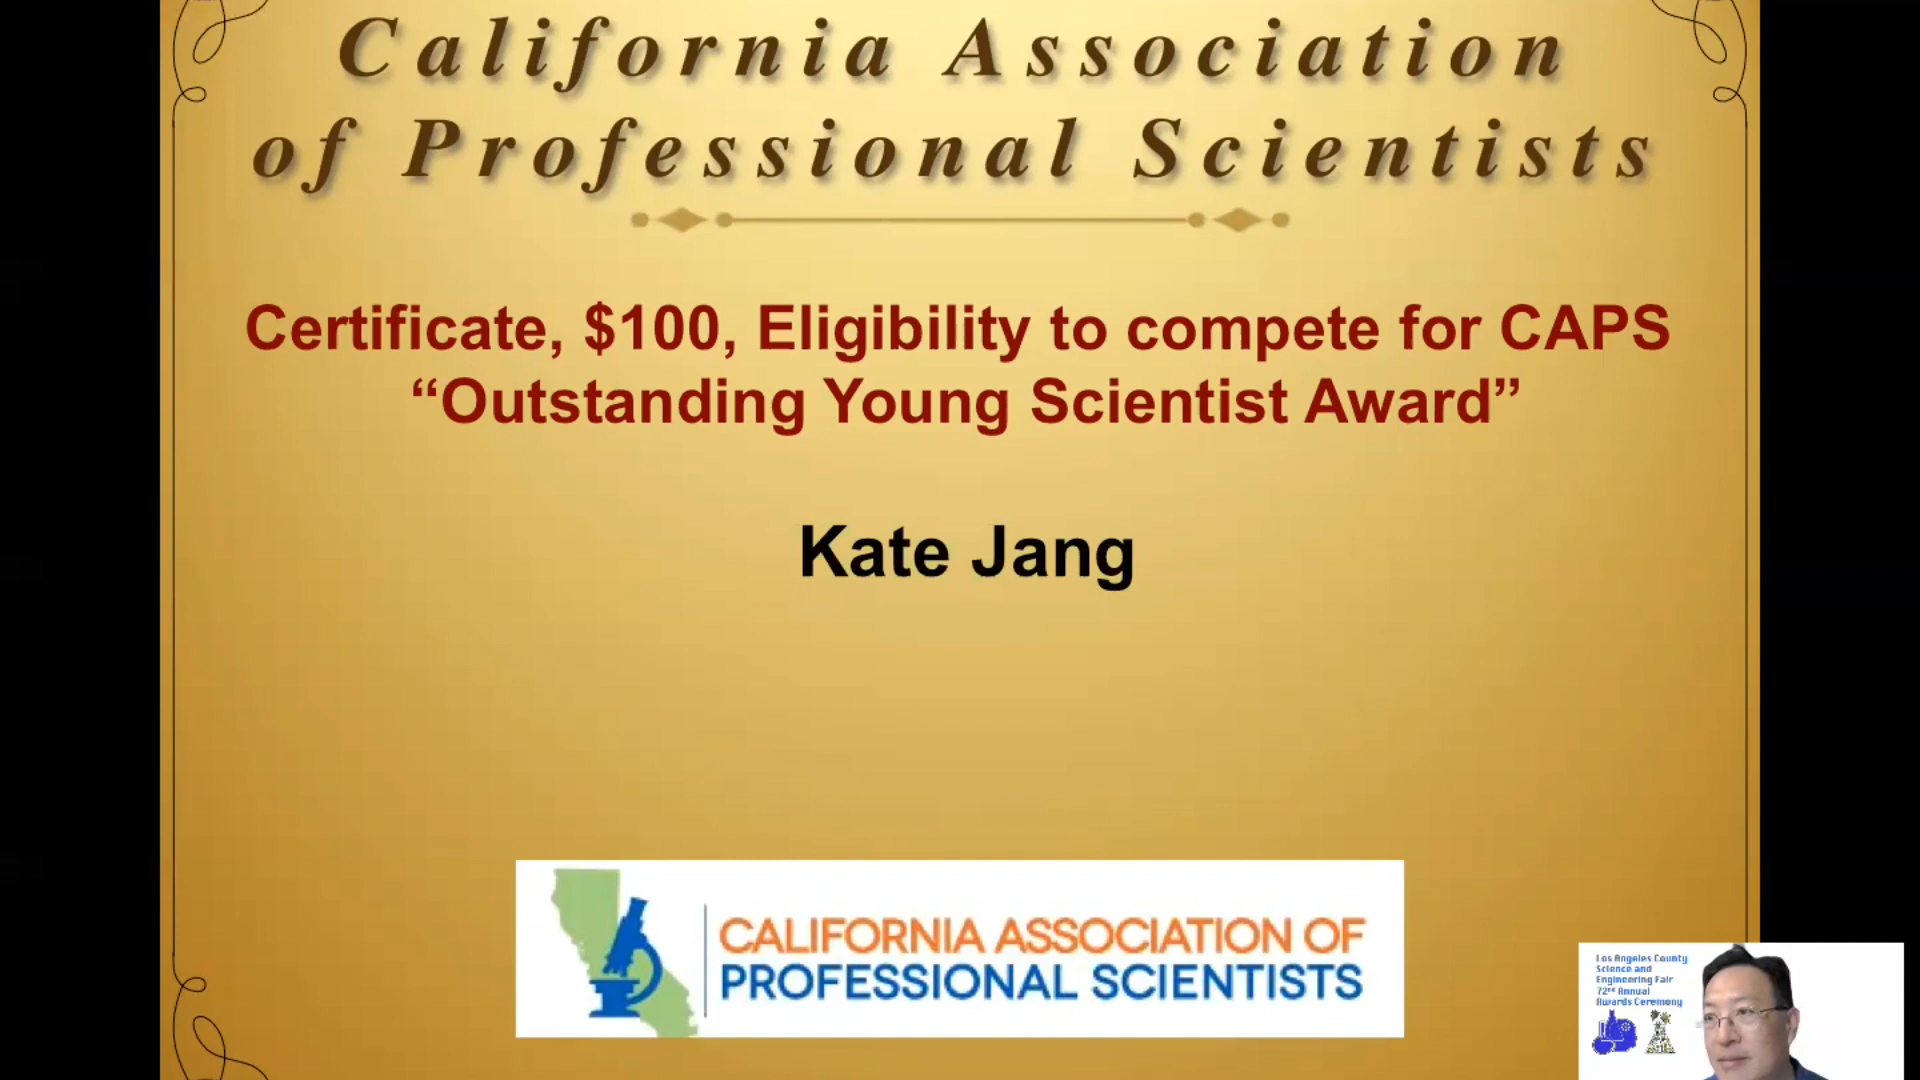 California Association
of Professional Scientists
Certificate, $100, Eligibility to compete for CAPS
“Outstanding Young Scientist Award”
Kate Jang
CALIFORNIA ASSOCIATION OF
PROFESSIONAL SCIENTISTS
Los Angeles County
Science and
Engineering Fair
72nd Annual
Awards Ceremony